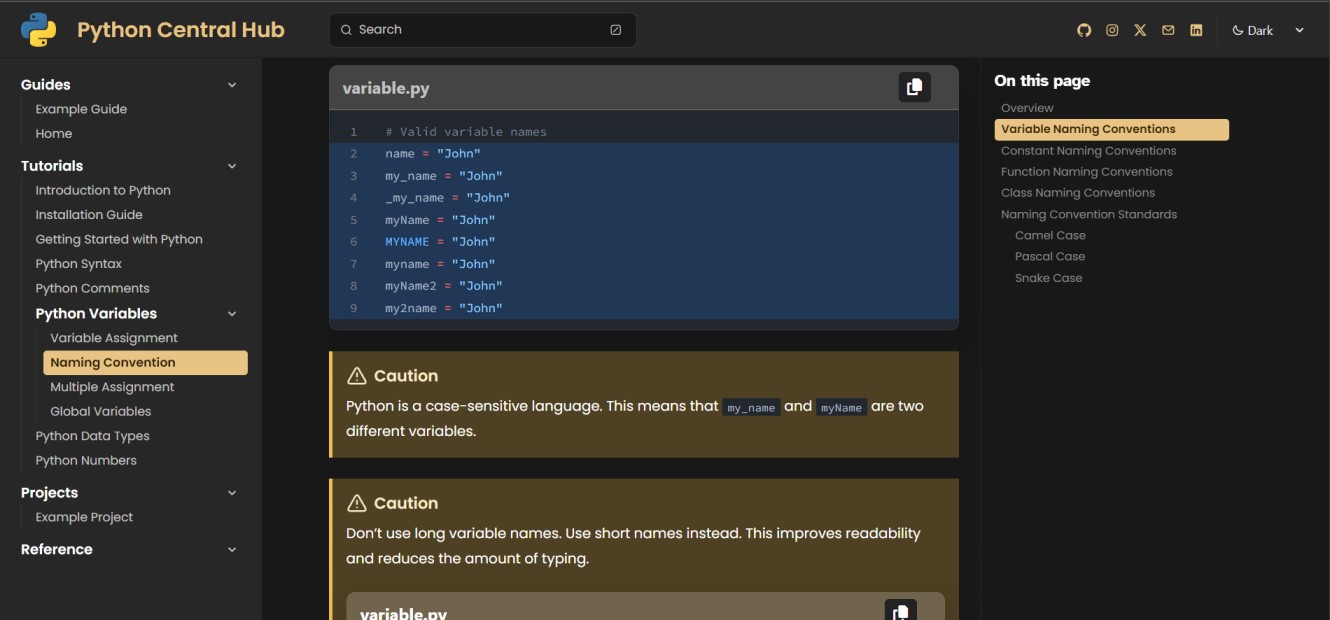 Python Central Hub
Search
Dark
Guides
Example Guide
Home
Tutorials
Introduction to Python
Installation Guide
Getting Started with Python
Python Syntax
Python Comments
Python Variables
Variable Assignment
Naming Convention
Multiple Assignment
Global Variables
Python Data Types
Python Numbers
Projects
Example Project
Reference
variable.py
1 # Valid variable names
2 name = "John"
3 my_name = "John"
4 _my_name = "John"
5 myName = "John"
6 MYNAME = "John"
7 myname = "John"
8 myName2 = "John"
9 my2name = "John"
Caution
Python is a case-sensitive language. This means that my_name and myName are two
different variables.
Caution
Don’t use long variable names. Use short names instead. This improves readability
and reduces the amount of typing.
variable.py
On this page
Overview
Variable Naming Conventions
Constant Naming Conventions
Function Naming Conventions
Class Naming Conventions
Naming Convention Standards
Camel Case
Pascal Case
Snake Case